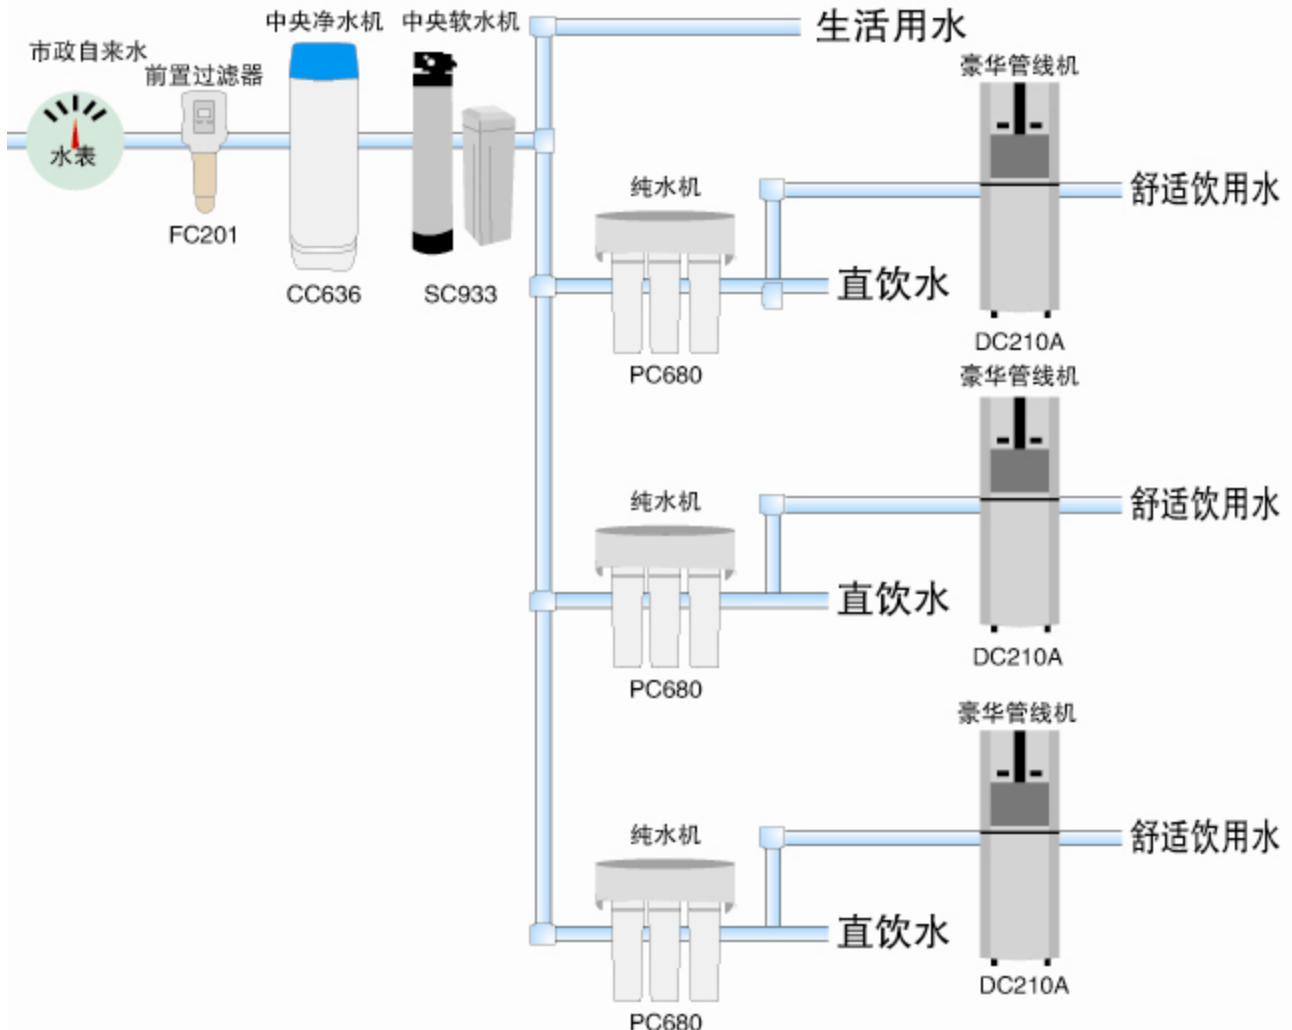 中央净水机
中央软水机
生活用水
市政自来水
前置过滤器
水表
FC201
CC636
SC933
豪华管线机
纯水机
舒适饮用水
直饮水
DC210A
PC680
豪华管线机
纯水机
舒适饮用水
直饮水
DC210A
PC680
豪华管线机
纯水机
舒适饮用水
直饮水
DC210A
PC680